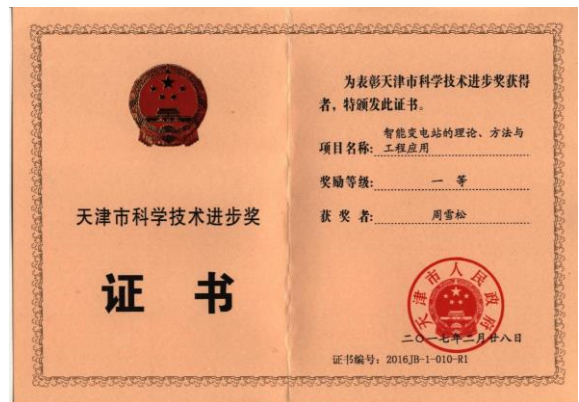 天津市科学技术进步奖
证书
为表彰天津市科学技术进步奖获得
者，特颁发此证书。
智能变电站的理论、方法与
项目名称：工程应用
奖励等级：一 等
获 奖 者：周雪松
天津市人民政府
二〇一七年二月廿八日
证书编号：2016JB-1-010-R1